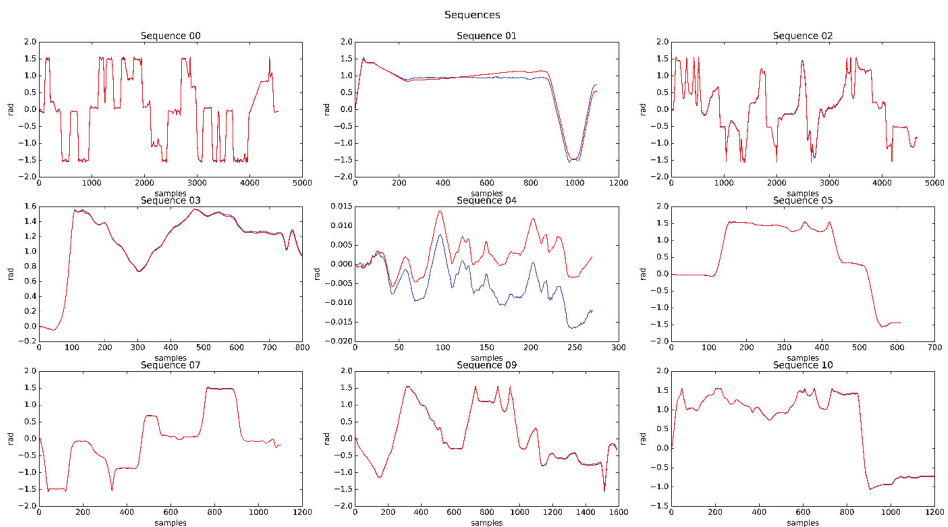 Sequences
Sequence 00
Sequence 01
Sequence 02
2.0
1.5
1.0
0.5
0.0
−0.5
−1.0
−1.5
−2.0
rad
0 1000 2000 3000 4000 5000
samples
2.0
1.5
1.0
0.5
0.0
−0.5
−1.0
−1.5
−2.0
rad
0 200 400 600 800 1000 1200
samples
2.0
1.5
1.0
0.5
0.0
−0.5
−1.0
−1.5
−2.0
rad
0 1000 2000 3000 4000 5000
samples
Sequence 03
Sequence 04
Sequence 05
1.6
1.4
1.2
1.0
0.8
0.6
0.4
0.2
0.0
−0.2
rad
0 100 200 300 400 500 600 700 800
samples
0.015
0.010
0.005
0.000
−0.005
−0.010
−0.015
−0.020
rad
0 50 100 150 200 250 300
samples
2.0
1.5
1.0
0.5
0.0
−0.5
−1.0
−1.5
−2.0
rad
0 100 200 300 400 500 600 700
samples
Sequence 07
Sequence 09
Sequence 10
2.0
1.5
1.0
0.5
0.0
−0.5
−1.0
−1.5
−2.0
rad
0 200 400 600 800 1000 1200
samples
2.0
1.5
1.0
0.5
0.0
−0.5
−1.0
−1.5
−2.0
rad
0 200 400 600 800 1000 1200 1400 1600
samples
2.0
1.5
1.0
0.5
0.0
−0.5
−1.0
−1.5
rad
0 200 400 600 800 1000 1200
samples